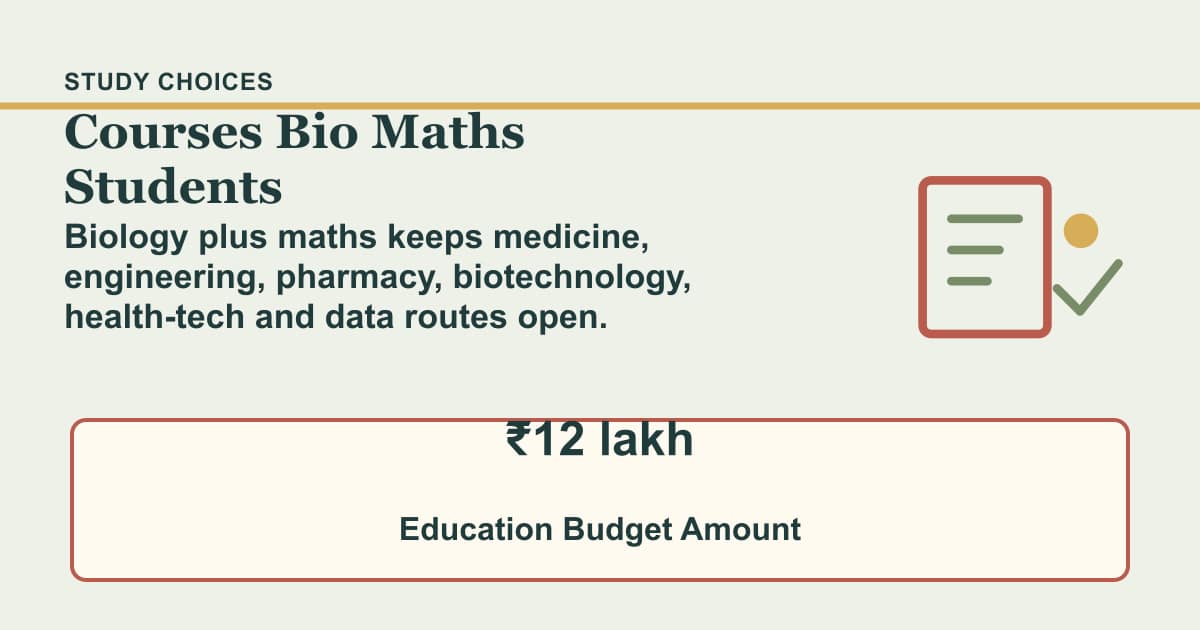 STUDY CHOICES
Courses Bio Maths
Students
Biology plus maths keeps medicine,
engineering, pharmacy, biotechnology,
health-tech and data routes open.
₹12 lakh
Education Budget Amount